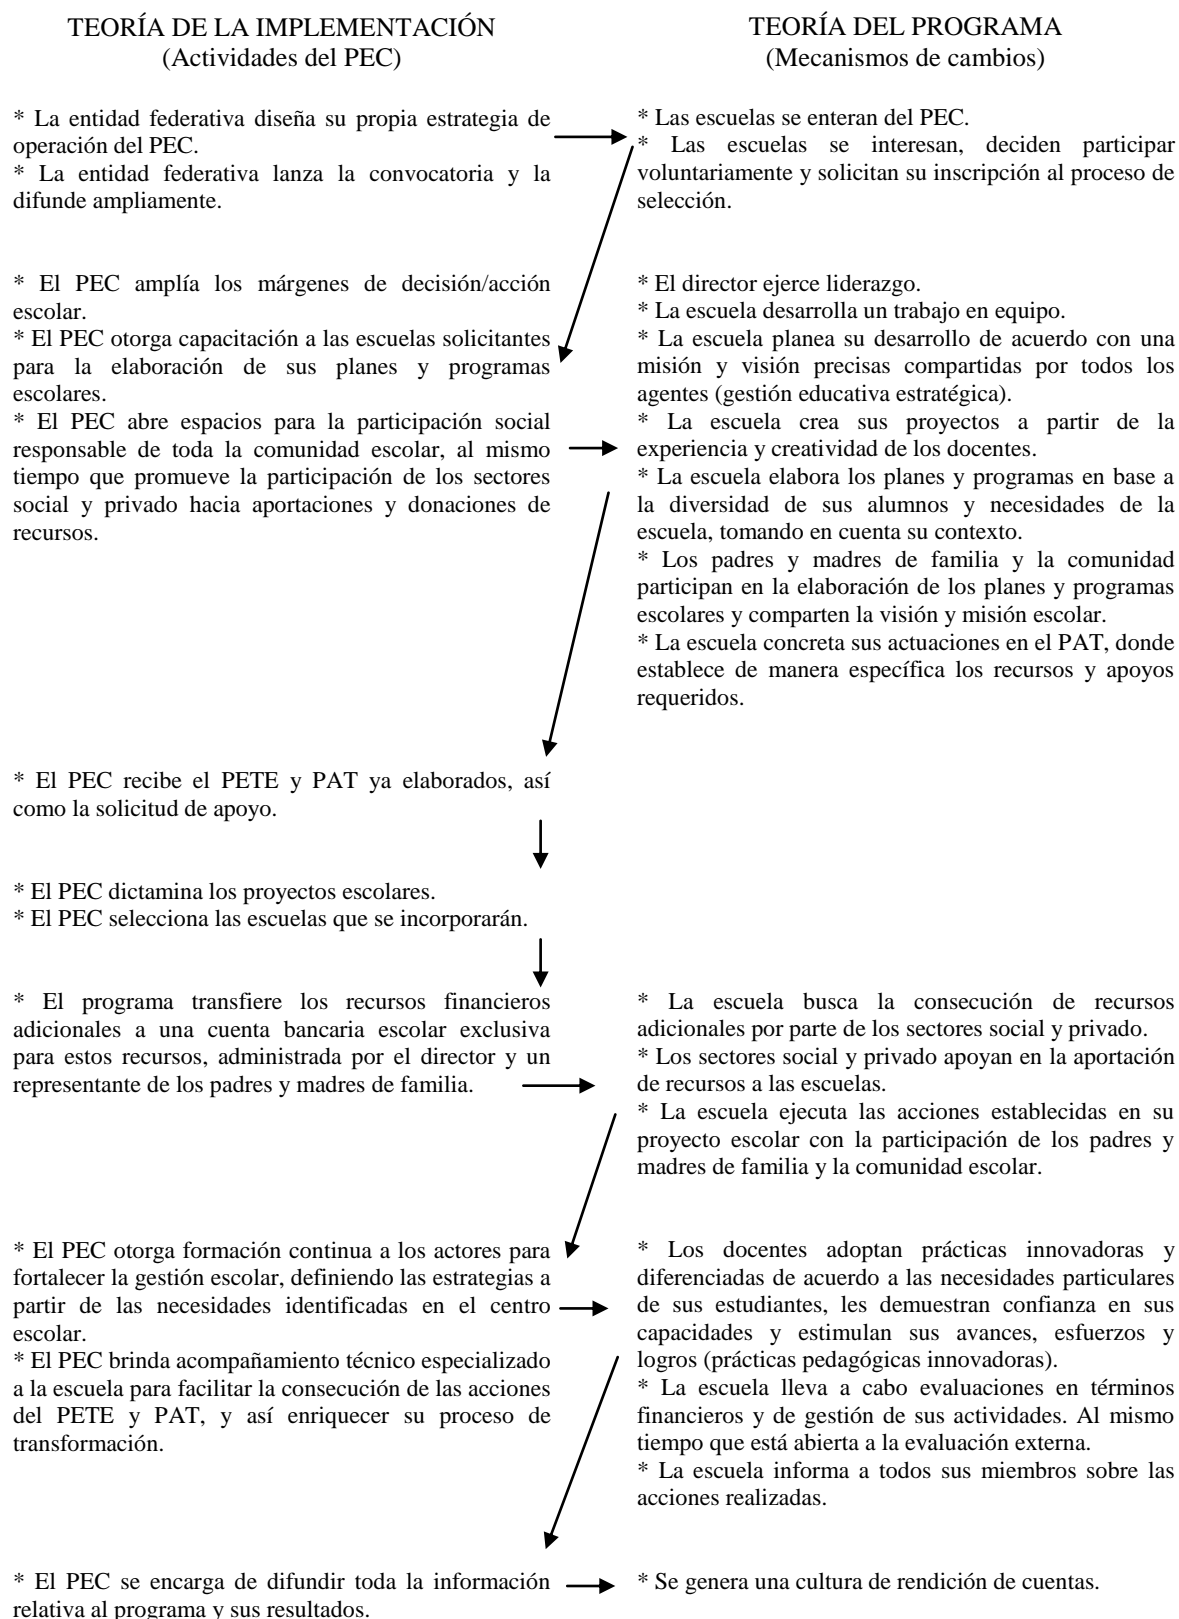 TEORÍA DE LA IMPLEMENTACIÓN
(Actividades del PEC)
TEORÍA DEL PROGRAMA
(Mecanismos de cambios)
* La entidad federativa diseña su propia estrategia de
operación del PEC.
* La entidad federativa lanza la convocatoria y la
difunde ampliamente.
* Las escuelas se enteran del PEC.
* Las escuelas se interesan, deciden participar
voluntariamente y solicitan su inscripción al proceso de
selección.
* El PEC amplía los márgenes de decisión/acción
escolar.
* El PEC otorga capacitación a las escuelas solicitantes
para la elaboración de sus planes y programas
escolares.
* El PEC abre espacios para la participación social
responsable de toda la comunidad escolar, al mismo
tiempo que promueve la participación de los sectores
social y privado hacia aportaciones y donaciones de
recursos.
* El director ejerce liderazgo.
* La escuela desarrolla un trabajo en equipo.
* La escuela planea su desarrollo de acuerdo con una
misión y visión precisas compartidas por todos los
agentes (gestión educativa estratégica).
* La escuela crea sus proyectos a partir de la
experiencia y creatividad de los docentes.
* La escuela elabora los planes y programas en base a
la diversidad de sus alumnos y necesidades de la
escuela, tomando en cuenta su contexto.
* Los padres y madres de familia y la comunidad
participan en la elaboración de los planes y programas
escolares y comparten la visión y misión escolar.
* La escuela concreta sus actuaciones en el PAT, donde
establece de manera específica los recursos y apoyos
requeridos.
* El PEC recibe el PETE y PAT ya elaborados, así
como la solicitud de apoyo.
* El PEC dictamina los proyectos escolares.
* El PEC selecciona las escuelas que se incorporarán.
* El programa transfiere los recursos financieros
adicionales a una cuenta bancaria escolar exclusiva
para estos recursos, administrada por el director y un
representante de los padres y madres de familia.
* La escuela busca la consecución de recursos
adicionales por parte de los sectores social y privado.
* Los sectores social y privado apoyan en la aportación
de recursos a las escuelas.
* La escuela ejecuta las acciones establecidas en su
proyecto escolar con la participación de los padres y
madres de familia y la comunidad escolar.
* El PEC otorga formación continua a los actores para
fortalecer la gestión escolar, definiendo las estrategias a
partir de las necesidades identificadas en el centro
escolar.
* El PEC brinda acompañamiento técnico especializado
a la escuela para facilitar la consecución de las acciones
del PETE y PAT, y así enriquecer su proceso de
transformación.
* Los docentes adoptan prácticas innovadoras y
diferenciadas de acuerdo a las necesidades particulares
de sus estudiantes, les demuestran confianza en sus
capacidades y estimulan sus avances, esfuerzos y
logros (prácticas pedagógicas innovadoras).
* La escuela lleva a cabo evaluaciones en términos
financieros y de gestión de sus actividades. Al mismo
tiempo que está abierta a la evaluación externa.
* La escuela informa a todos sus miembros sobre las
acciones realizadas.
* El PEC se encarga de difundir toda la información
relativa al programa y sus resultados.
* Se genera una cultura de rendición de cuentas.